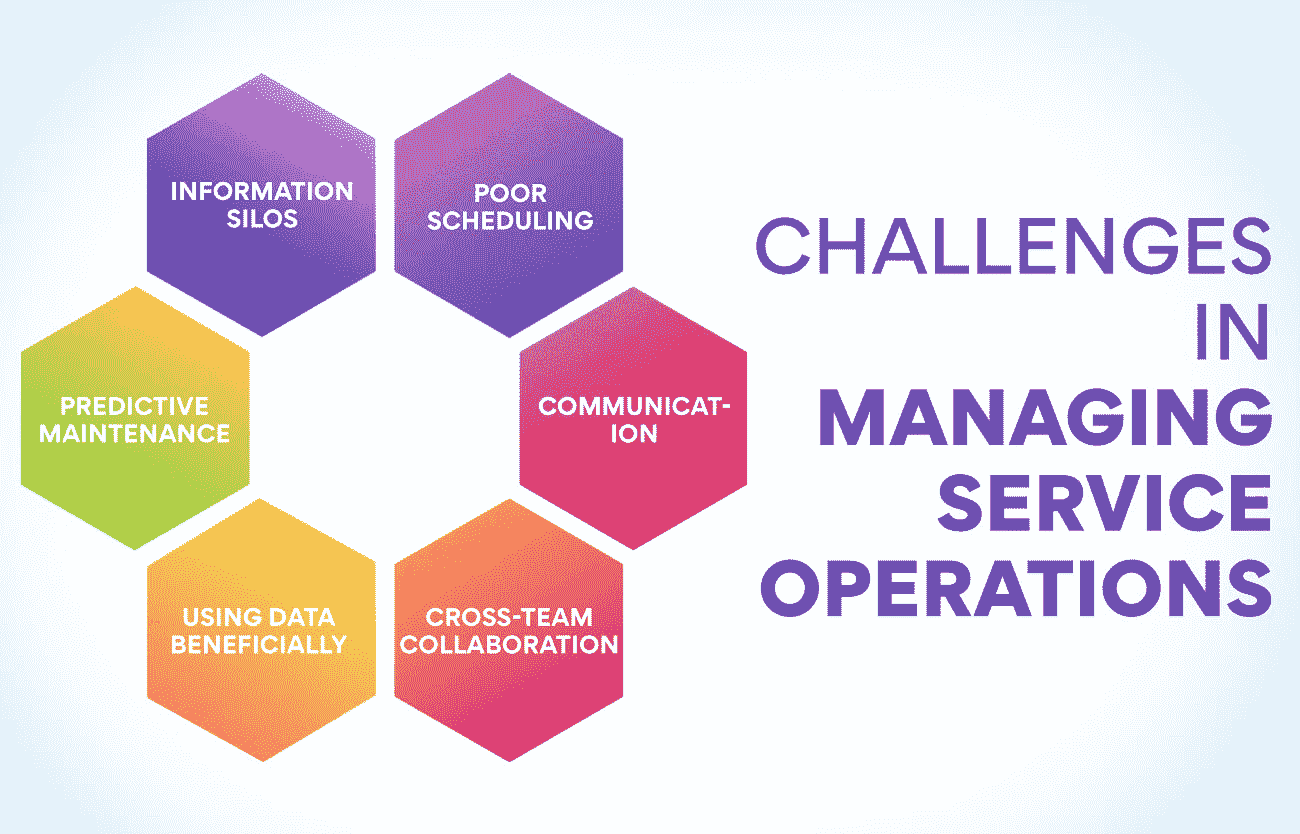 INFORMATION
SILOS
POOR
SCHEDULING
PREDICTIVE
MAINTENANCE
COMMUNICAT-
ION
USING DATA
BENEFICIALLY
CROSS-TEAM
COLLABORATION
CHALLENGES
IN
MANAGING
SERVICE
OPERATIONS